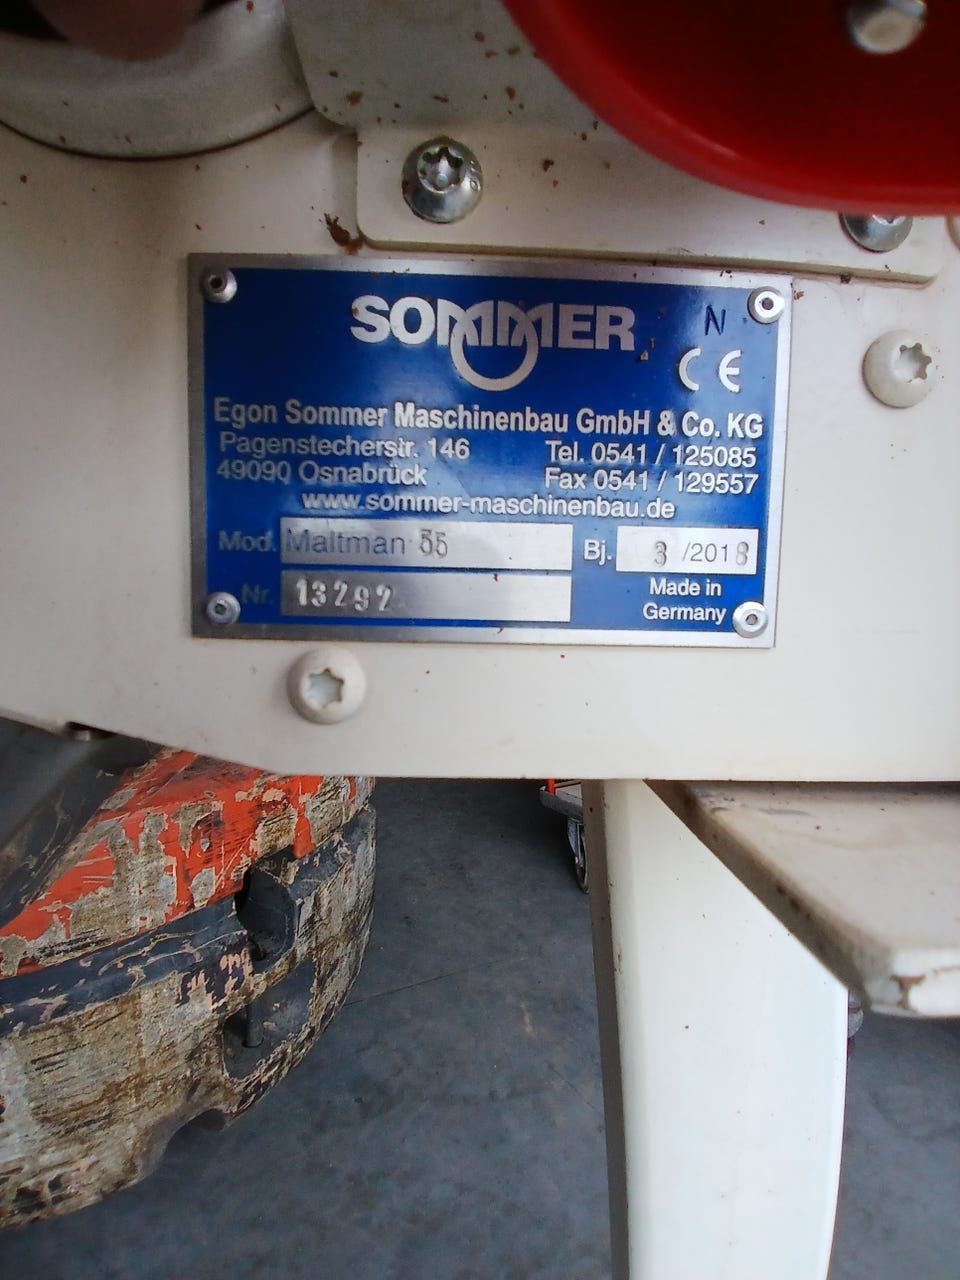 SOMMER
N
CE
Egon Sommer Maschinenbau GmbH & Co. KG
Pagenstecherstr. 146 Tel. 0541 / 125085
49090 Osnabrück Fax 0541 / 129557
www.sommer-maschinenbau.de
Mod. Maltman 55 Bj. 3 /2018
Nr. 13292 Made in
Germany